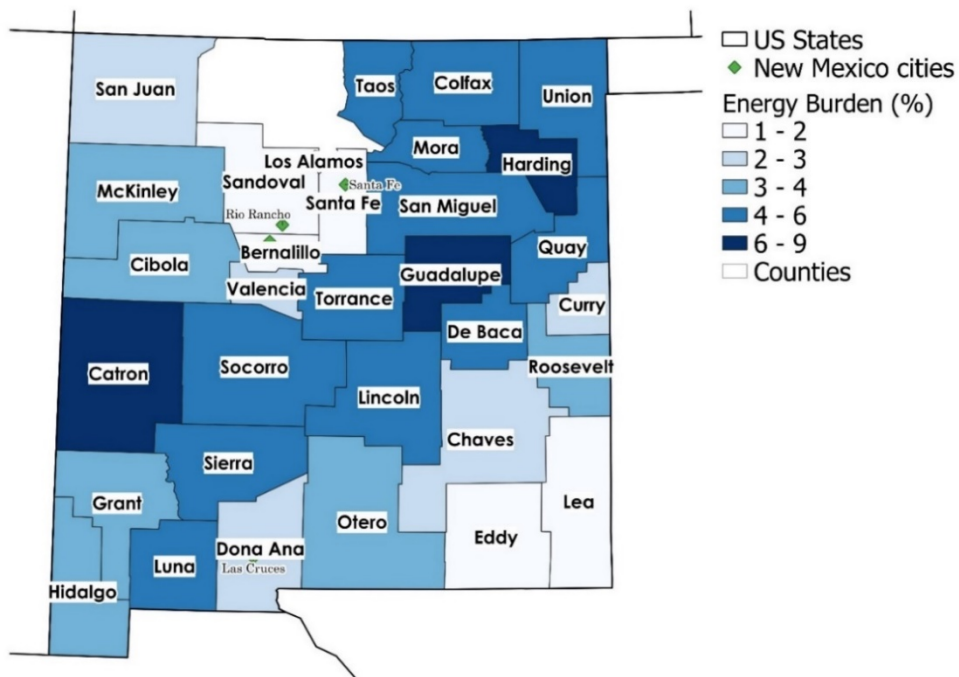 US States
New Mexico cities
Energy Burden (%)
1 - 2
2 - 3
3 - 4
4 - 6
6 - 9
Counties
San Juan
Taos
Colfax
Union
Mora
Harding
Los Alamos
McKinley
Sandoval
Santa Fe
Santa Fe
San Miguel
Rio Rancho
Quay
Bernalillo
Cibola
Guadalupe
Valencia
Torrance
Curry
De Baca
Socorro
Roosevelt
Catron
Lincoln
Chaves
Sierra
Grant
Lea
Otero
Eddy
Dona Ana
Las Cruces
Luna
Hidalgo